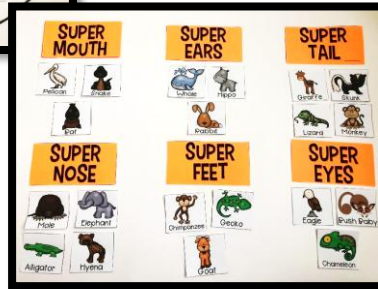 SUPER MOUTH
Pelican Snake
Bat
SUPER EARS
Whale Hippo
Rabbit
SUPER TAIL
Giraffe Skunk
Lizard Monkey
SUPER NOSE
Mole Elephant
Alligator Hyena
SUPER FEET
Chimpanzee Gecko
Goat
SUPER EYES
Eagle Bush Baby
Chameleon